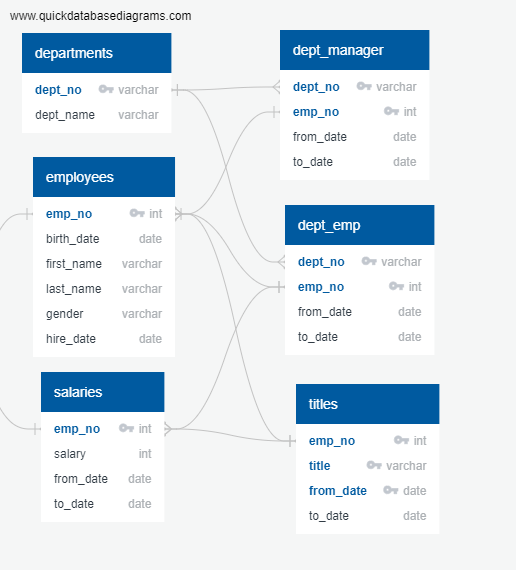 www.quickdatabasediagrams.com
departments
dept_no varchar
dept_name varchar
dept_manager
dept_no varchar
emp_no int
from_date date
to_date date
employees
emp_no int
birth_date date
first_name varchar
last_name varchar
gender varchar
hire_date date
dept_emp
dept_no varchar
emp_no int
from_date date
to_date date
salaries
emp_no int
salary int
from_date date
to_date date
titles
emp_no int
title varchar
from_date date
to_date date